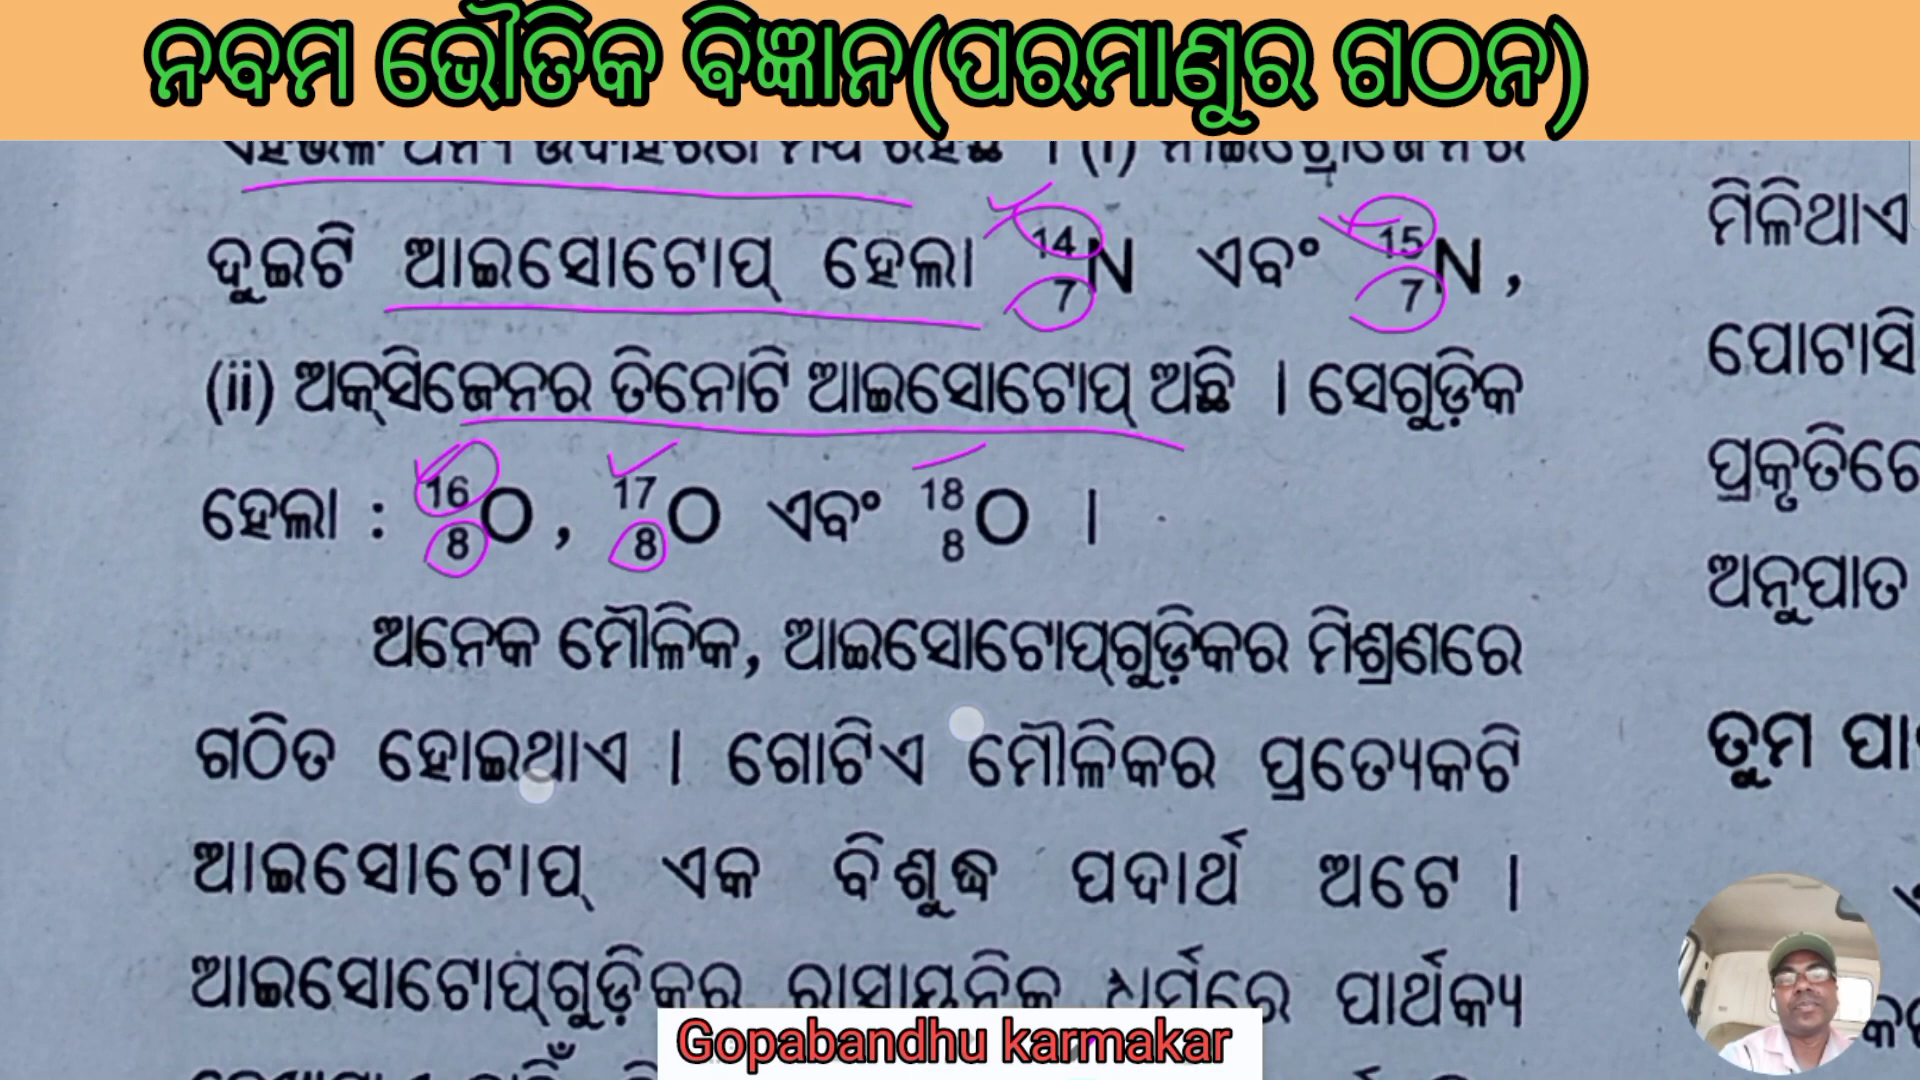 ନବମ ଭୌତିକ ବିଜ୍ଞାନ(ପରମାଣୁର ଗଠନ)
ଦୁଇଟି ଆଇସୋଟୋପ୍ ହେଲା ¹⁴₇N ଏବଂ ¹⁵₇N ,
(ii) ଅକ୍‌ସିଜେନର ତିନୋଟି ଆଇସୋଟୋପ୍ ଅଛି । ସେଗୁଡ଼ିକ
ହେଲା : ¹⁶₈O , ¹⁷₈O ଏବଂ ¹⁸₈O ।
ଅନେକ ମୌଳିକ, ଆଇସୋଟୋପ୍‌ଗୁଡ଼ିକର ମିଶ୍ରଣରେ
ଗଠିତ ହୋଇଥାଏ । ଗୋଟିଏ ମୌଳିକର ପ୍ରତ୍ୟେକଟି
ଆଇସୋଟୋପ୍ ଏକ ବିଶୁଦ୍ଧ ପଦାର୍ଥ ଅଟେ ।
ଆଇସୋଟୋପ୍‌ଗୁଡ଼ିକର ରାସାୟନିକ ଧର୍ମରେ ପାର୍ଥକ୍ୟ
ମିଳିଥାଏ
ପୋଟାସି
ପ୍ରକୃତିରେ
ଅନୁପାତ
ତୁମ
Gopabandhu karmakar